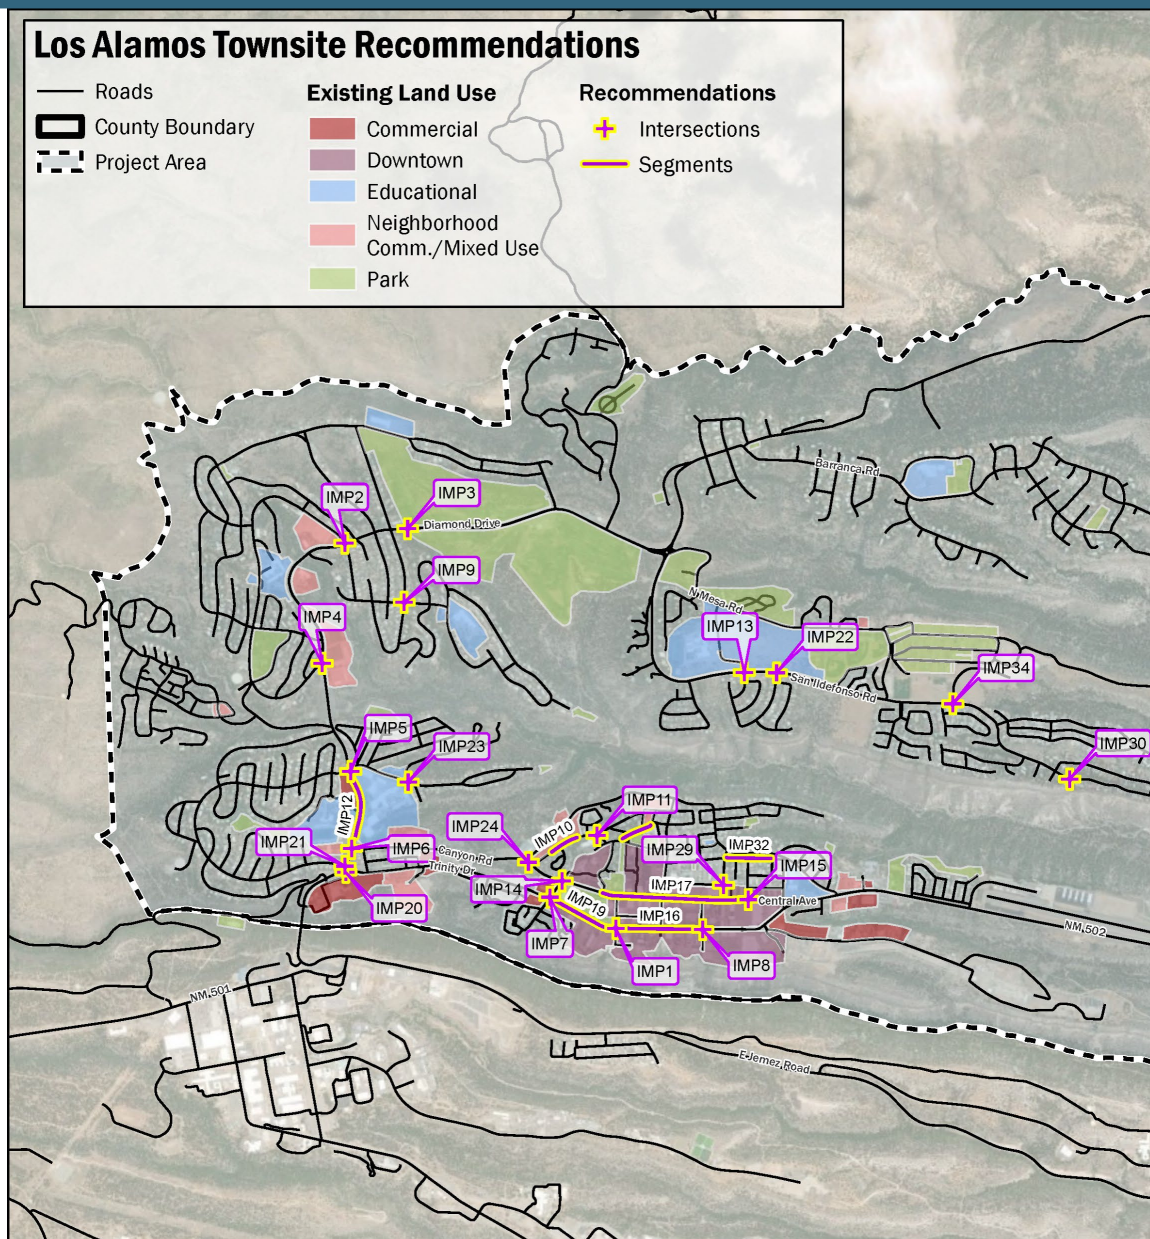 Los Alamos Townsite Recommendations
Roads
County Boundary
Project Area
Existing Land Use
Commercial
Downtown
Educational
Neighborhood
Comm./Mixed Use
Park
Recommendations
Intersections
Segments
Barranca Rd
IMP2
IMP3
Diamond Drive
IMP9
IMP4
N Mesa Rd
IMP13
IMP22
IMP34
San Ildefonso Rd
IMP5
IMP23
IMP30
IMP12
IMP11
IMP24
IMP10
IMP21
IMP6
Canyon Rd
Trinity Dr
IMP29
IMP32
IMP15
IMP14
IMP17
IMP19
IMP16
Central Ave
IMP20
IMP7
IMP1
IMP8
NM 502
NM 501
E Jemez Road